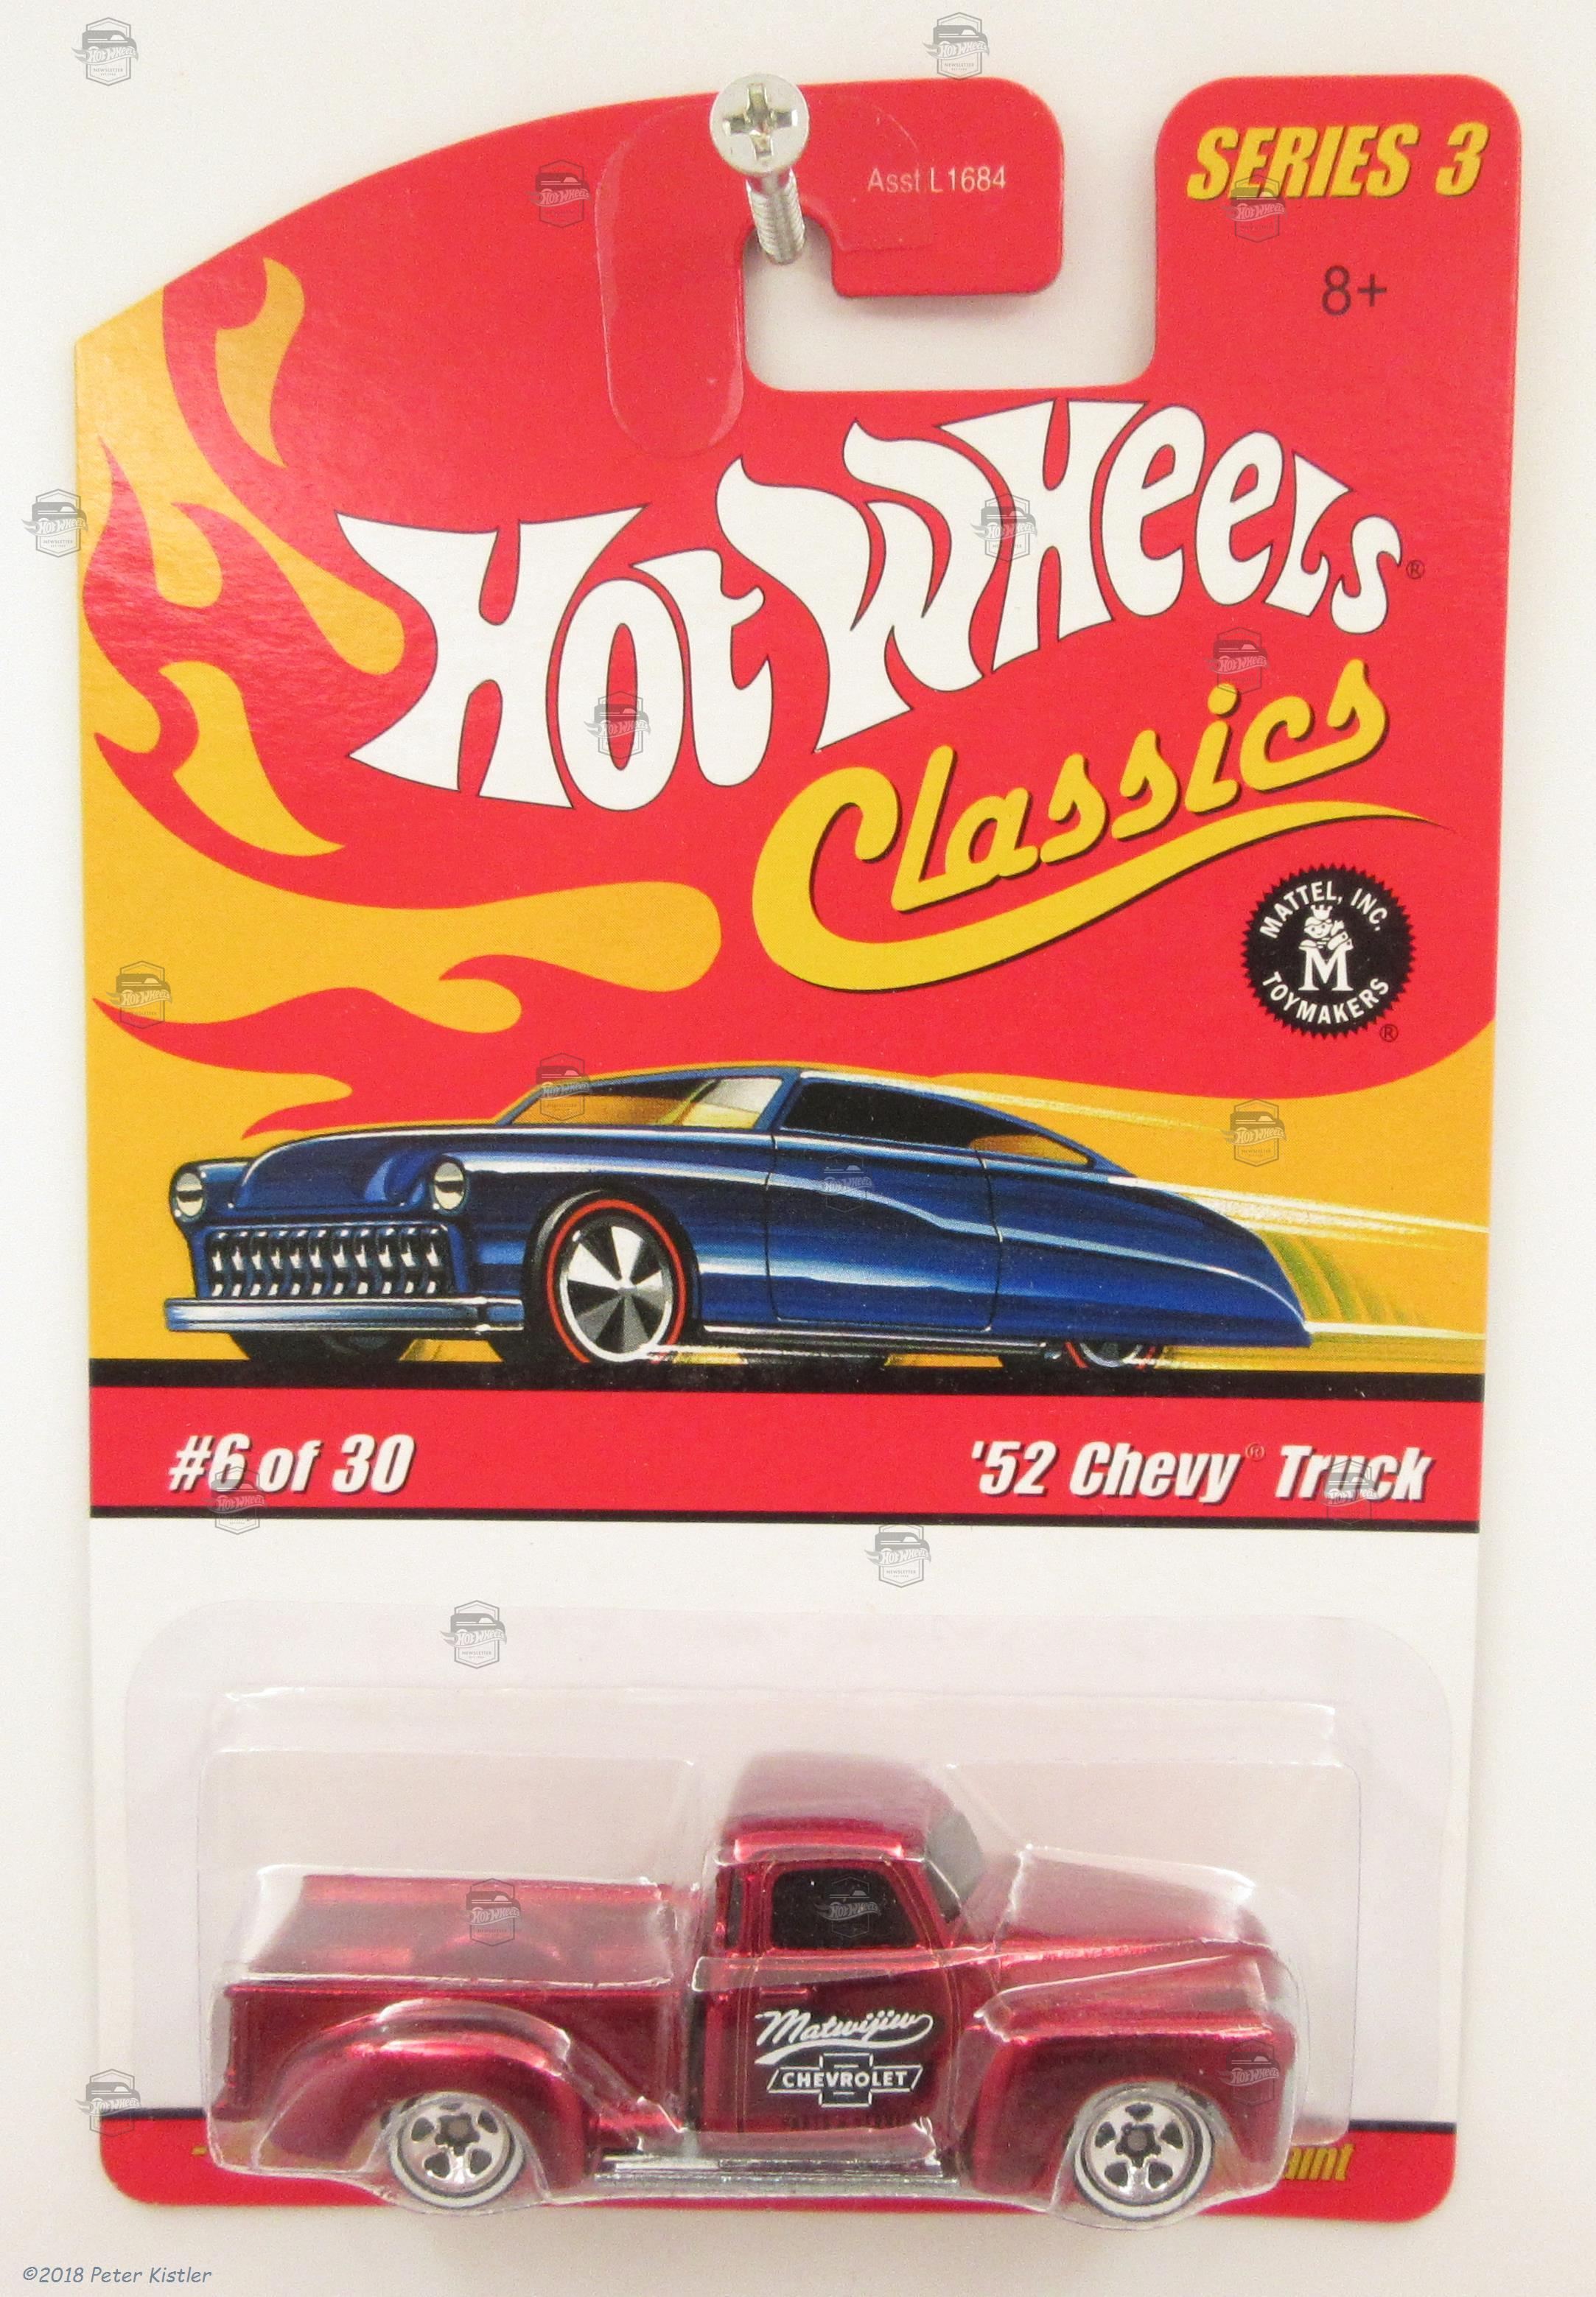 Asst L1684
SERIES 3
8+
Hot Wheels®
Classics
MATTEL, INC.
M
TOYMAKERS
®
#6 of 30
'52 Chevy® Truck
Matwijiw
CHEVROLET
©2018 Peter Kistler